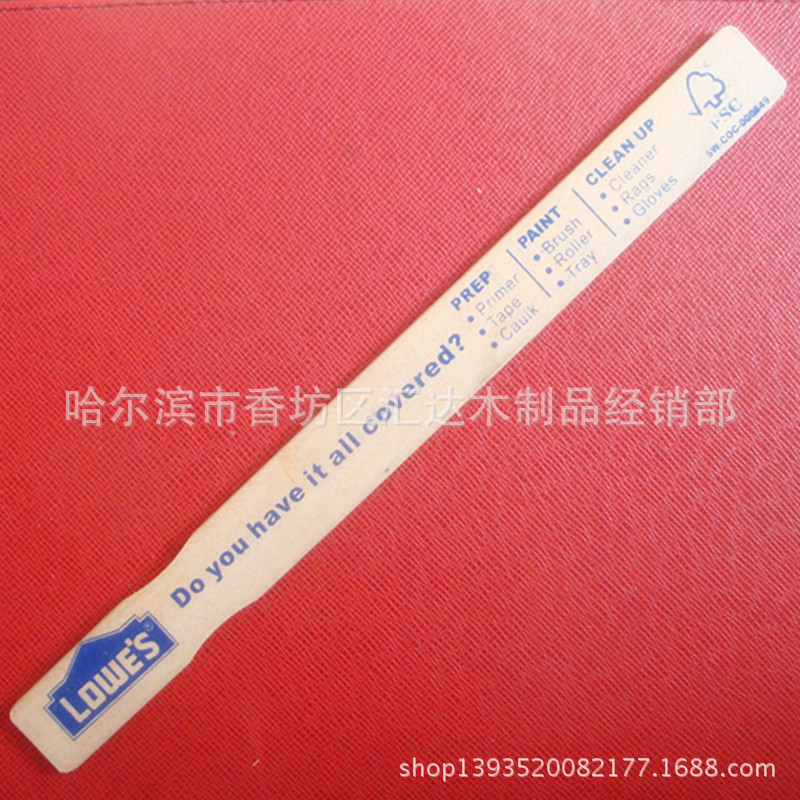 LOWE'S
Do you have it all covered?
PREP
• Primer
• Tape
• Caulk
PAINT
• Brush
• Roller
• Tray
CLEAN UP
• Cleaner
• Rags
• Gloves
FSC
哈尔滨市香坊区汇达木制品经销部
shop1393520082177.1688.com